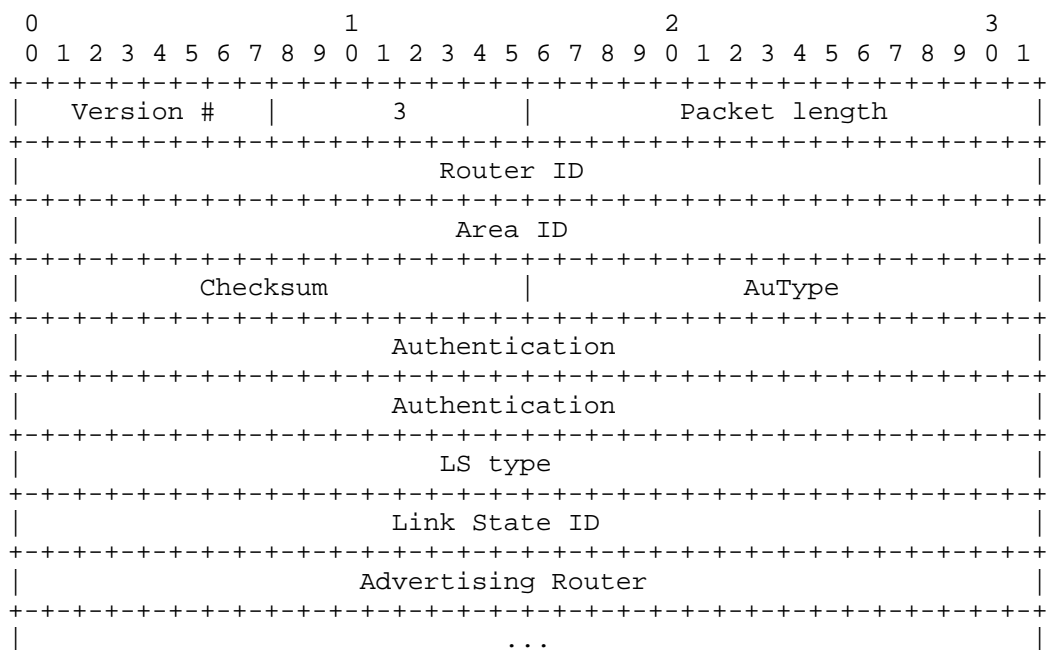 0                   1                   2                   3
 0 1 2 3 4 5 6 7 8 9 0 1 2 3 4 5 6 7 8 9 0 1 2 3 4 5 6 7 8 9 0 1
+-+-+-+-+-+-+-+-+-+-+-+-+-+-+-+-+-+-+-+-+-+-+-+-+-+-+-+-+-+-+-+-+
|   Version #   |       3       |         Packet length         |
+-+-+-+-+-+-+-+-+-+-+-+-+-+-+-+-+-+-+-+-+-+-+-+-+-+-+-+-+-+-+-+-+
|                          Router ID                            |
+-+-+-+-+-+-+-+-+-+-+-+-+-+-+-+-+-+-+-+-+-+-+-+-+-+-+-+-+-+-+-+-+
|                           Area ID                             |
+-+-+-+-+-+-+-+-+-+-+-+-+-+-+-+-+-+-+-+-+-+-+-+-+-+-+-+-+-+-+-+-+
|           Checksum            |             AuType            |
+-+-+-+-+-+-+-+-+-+-+-+-+-+-+-+-+-+-+-+-+-+-+-+-+-+-+-+-+-+-+-+-+
|                       Authentication                          |
+-+-+-+-+-+-+-+-+-+-+-+-+-+-+-+-+-+-+-+-+-+-+-+-+-+-+-+-+-+-+-+-+
|                       Authentication                          |
+-+-+-+-+-+-+-+-+-+-+-+-+-+-+-+-+-+-+-+-+-+-+-+-+-+-+-+-+-+-+-+-+
|                          LS type                              |
+-+-+-+-+-+-+-+-+-+-+-+-+-+-+-+-+-+-+-+-+-+-+-+-+-+-+-+-+-+-+-+-+
|                       Link State ID                           |
+-+-+-+-+-+-+-+-+-+-+-+-+-+-+-+-+-+-+-+-+-+-+-+-+-+-+-+-+-+-+-+-+
|                     Advertising Router                        |
+-+-+-+-+-+-+-+-+-+-+-+-+-+-+-+-+-+-+-+-+-+-+-+-+-+-+-+-+-+-+-+-+
|                              ...                              |